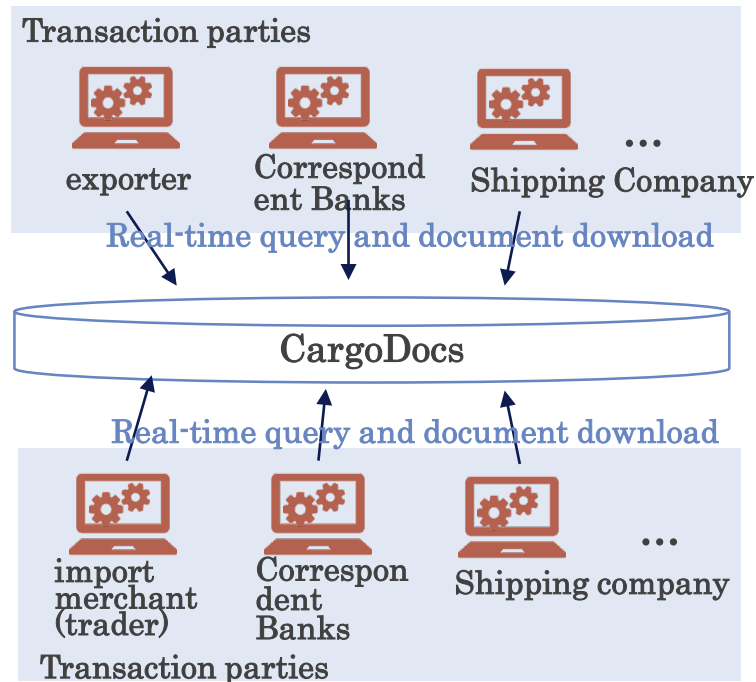 Transaction parties
exporter
Correspond
ent Banks
Shipping Company
...
Real-time query and document download
CargoDocs
Real-time query and document download
import
merchant
(trader)
Correspon
dent
Banks
Shipping company
...
Transaction parties